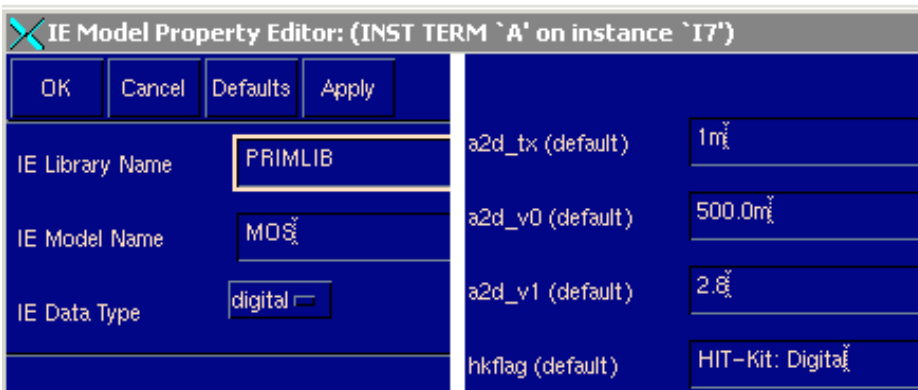 IE Model Property Editor: (INST TERM `A' on instance `I7')
OK Cancel Defaults Apply
IE Library Name PRIMLIB
IE Model Name MOS
IE Data Type digital
a2d_tx (default) 1m
a2d_v0 (default) 500.0m
a2d_v1 (default) 2.8
hkflag (default) HIT-Kit: Digital